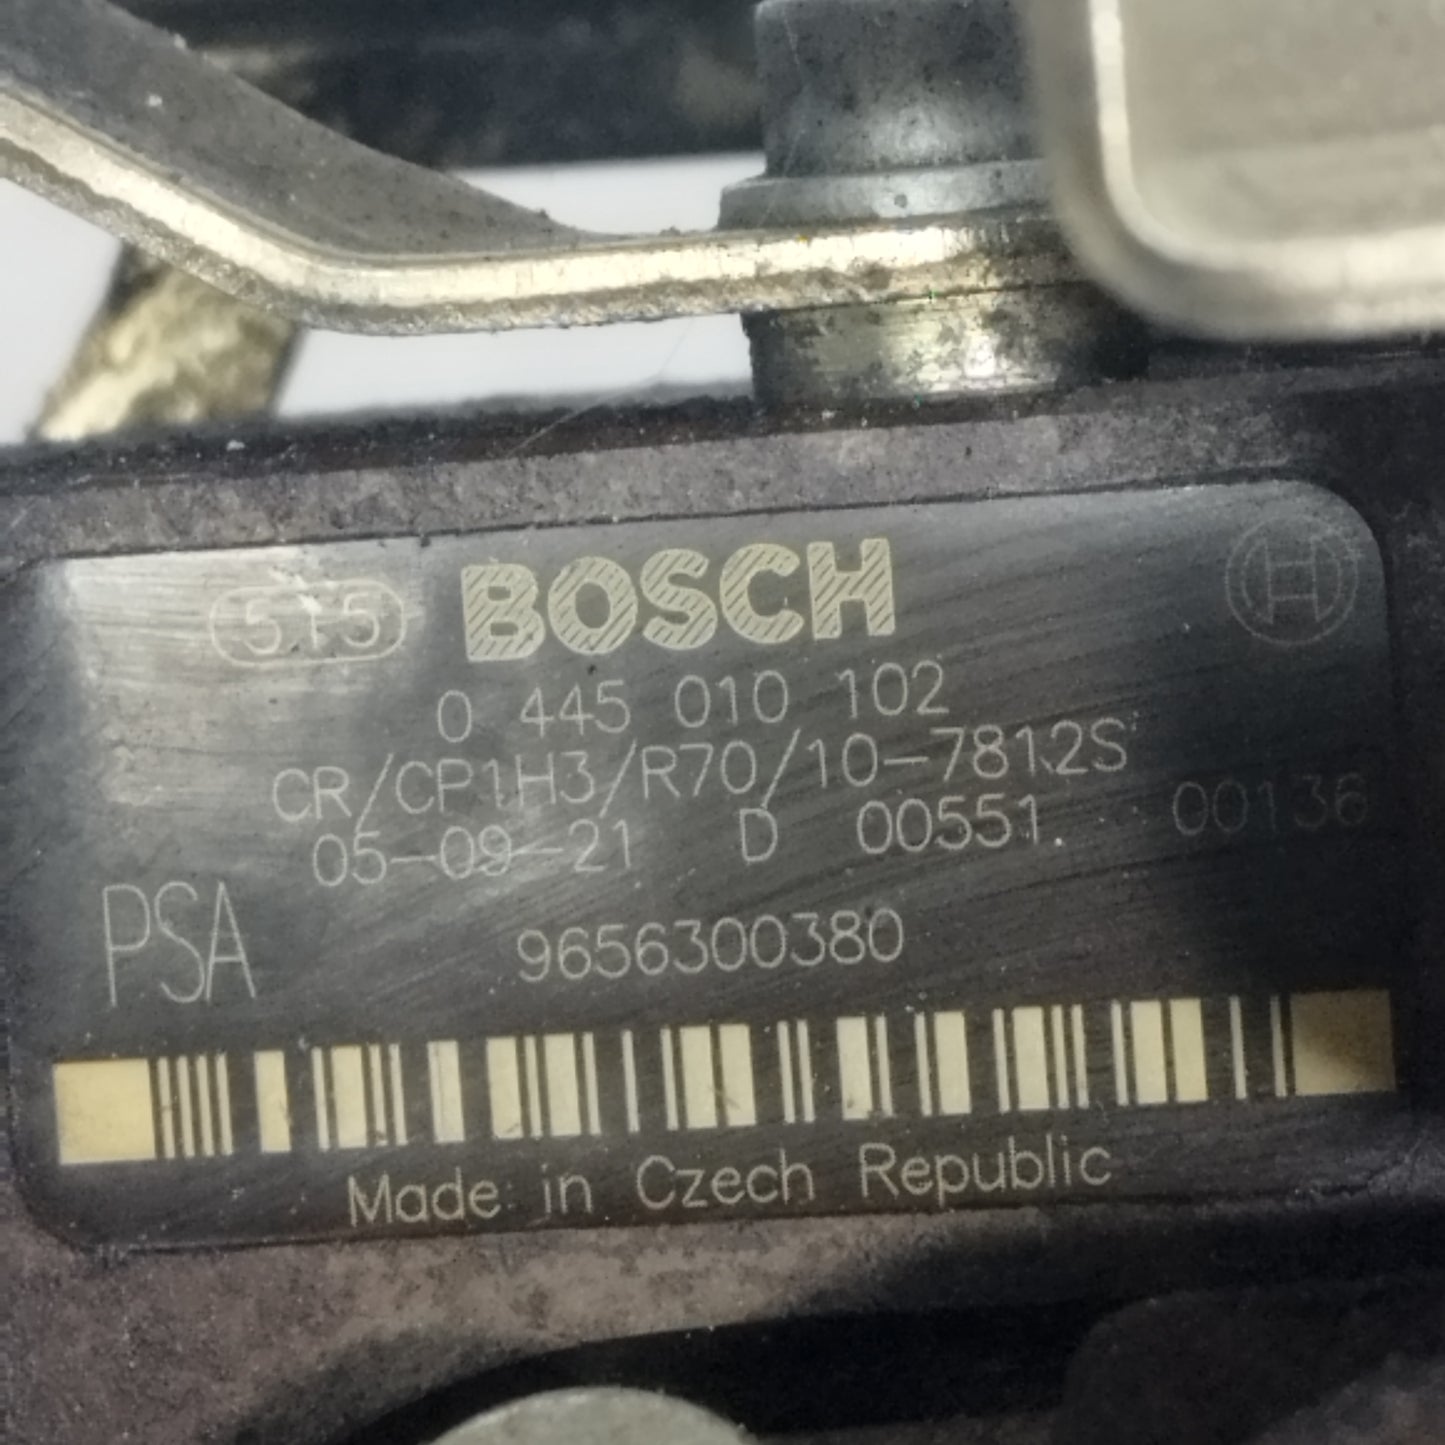 515 BOSCH
0 445 010 102
CR/CP1H3/R70/10-7812S
05-09-21 D 00551 00136
PSA 9656300380
Made in Czech Republic